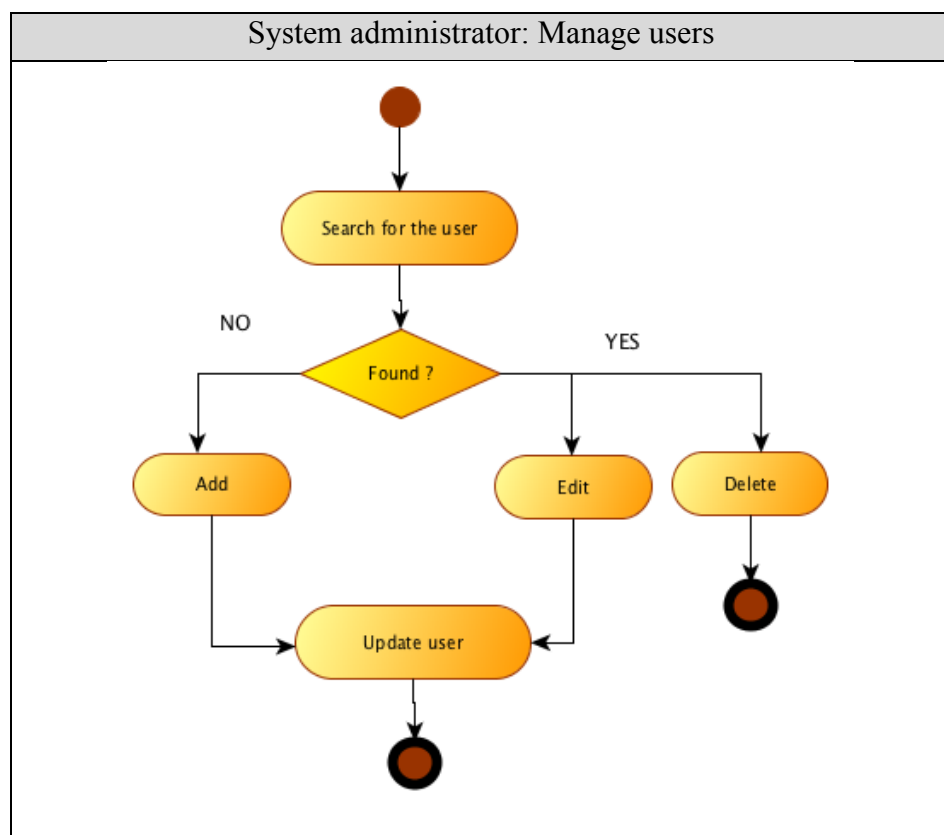 System administrator: Manage users
Search for the user
NO
YES
Found ?
Add
Edit
Delete
Update user